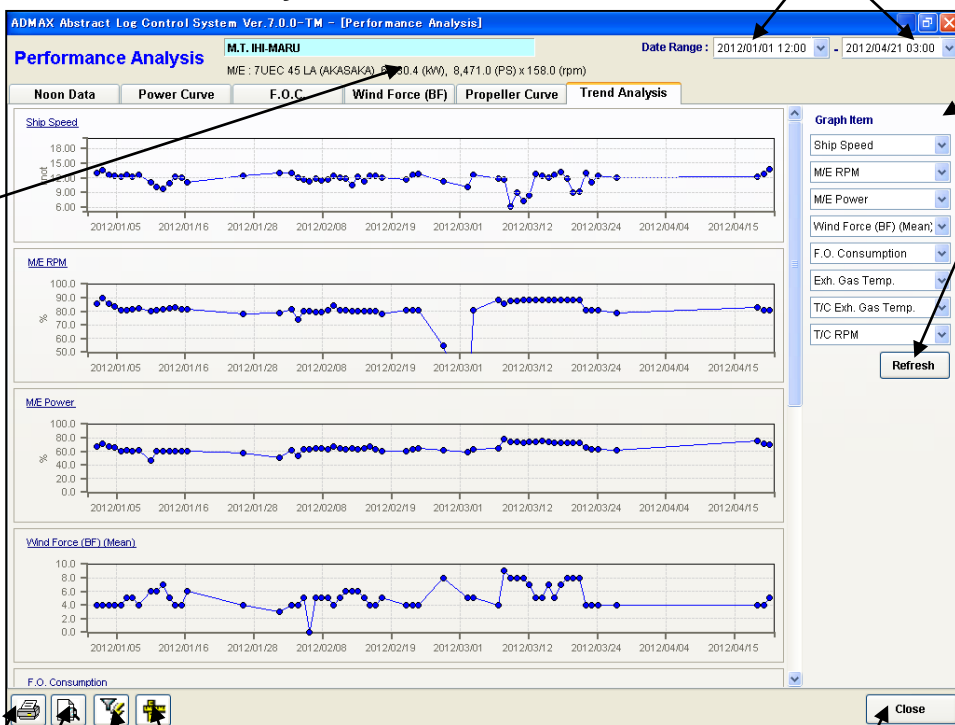 ADMAX Abstract Log Control System Ver.7.0.0-TM - [Performance Analysis]
Performance Analysis
M.T. IHI-MARU
Date Range : 2012/01/01 12:00 - 2012/04/21 03:00
M/E : 7UEC 45 LA (AKASAKA) (kW), 8,471.0 (PS) x 158.0 (rpm)
Noon Data Power Curve F.O.C. Wind Force (BF) Propeller Curve Trend Analysis
Ship Speed
18.00
15.00
12.00
9.00
6.00
2012/01/05 2012/01/16 2012/01/28 2012/02/08 2012/02/19 2012/03/01 2012/03/12 2012/03/24 2012/04/04 2012/04/15
M/E RPM
%
100.0
90.0
80.0
70.0
60.0
50.0
2012/01/05 2012/01/16 2012/01/28 2012/02/08 2012/02/19 2012/03/01 2012/03/12 2012/03/24 2012/04/04 2012/04/15
M/E Power
%
100.0
80.0
60.0
40.0
20.0
0.0
2012/01/05 2012/01/16 2012/01/28 2012/02/08 2012/02/19 2012/03/01 2012/03/12 2012/03/24 2012/04/04 2012/04/15
Wind Force (BF) (Mean)
10.0
8.0
6.0
4.0
2.0
0.0
2012/01/05 2012/01/16 2012/01/28 2012/02/08 2012/02/19 2012/03/01 2012/03/12 2012/03/24 2012/04/04 2012/04/15
F.O. Consumption
Graph Item
Ship Speed
M/E RPM
M/E Power
Wind Force (BF) (Mean)
F.O. Consumption
Exh. Gas Temp.
T/C Exh. Gas Temp.
T/C RPM
Refresh
Close